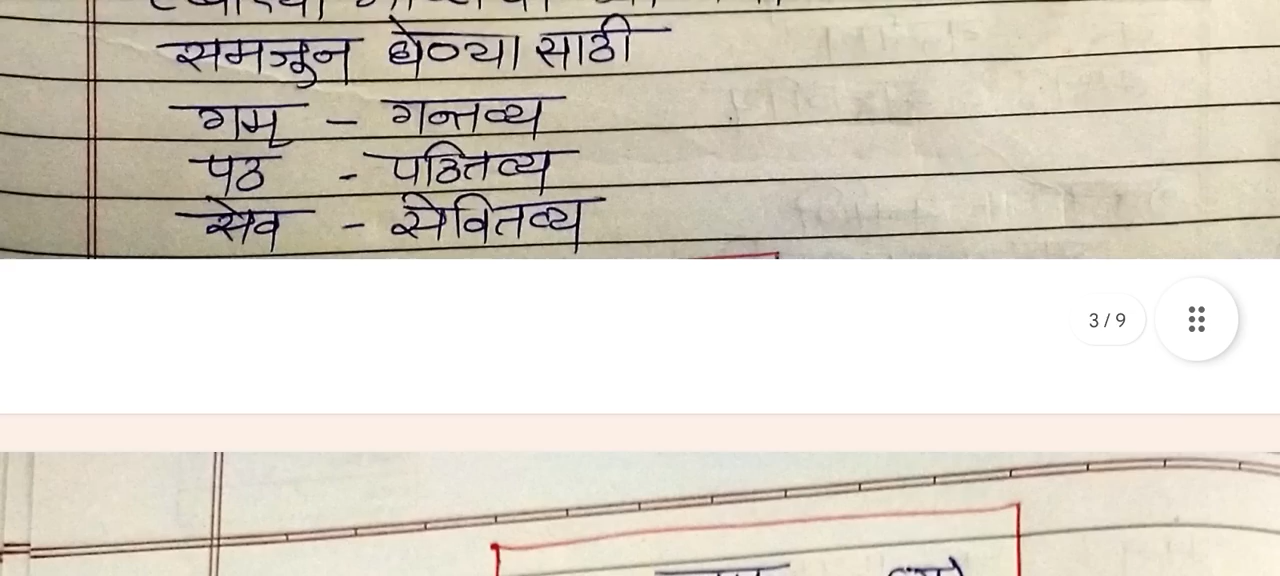 समजून घेण्या साठी
गम् - गन्तव्य
पठ - पठितव्य
सेव - सेवितव्य
3 / 9